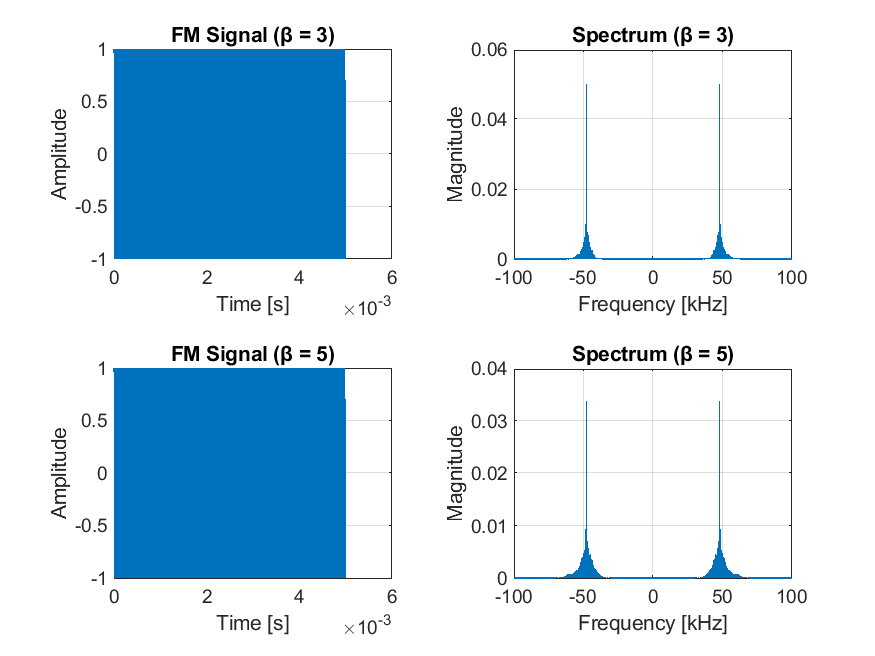 FM Signal (β = 3)
1
0.5
0
-0.5
-1
Amplitude
0 2 4 6
Time [s]
×10-3
Spectrum (β = 3)
0.06
0.04
0.02
0
Magnitude
-100 -50 0 50 100
Frequency [kHz]
FM Signal (β = 5)
1
0.5
0
-0.5
-1
Amplitude
0 2 4 6
Time [s]
×10-3
Spectrum (β = 5)
0.04
0.03
0.02
0.01
0
Magnitude
-100 -50 0 50 100
Frequency [kHz]